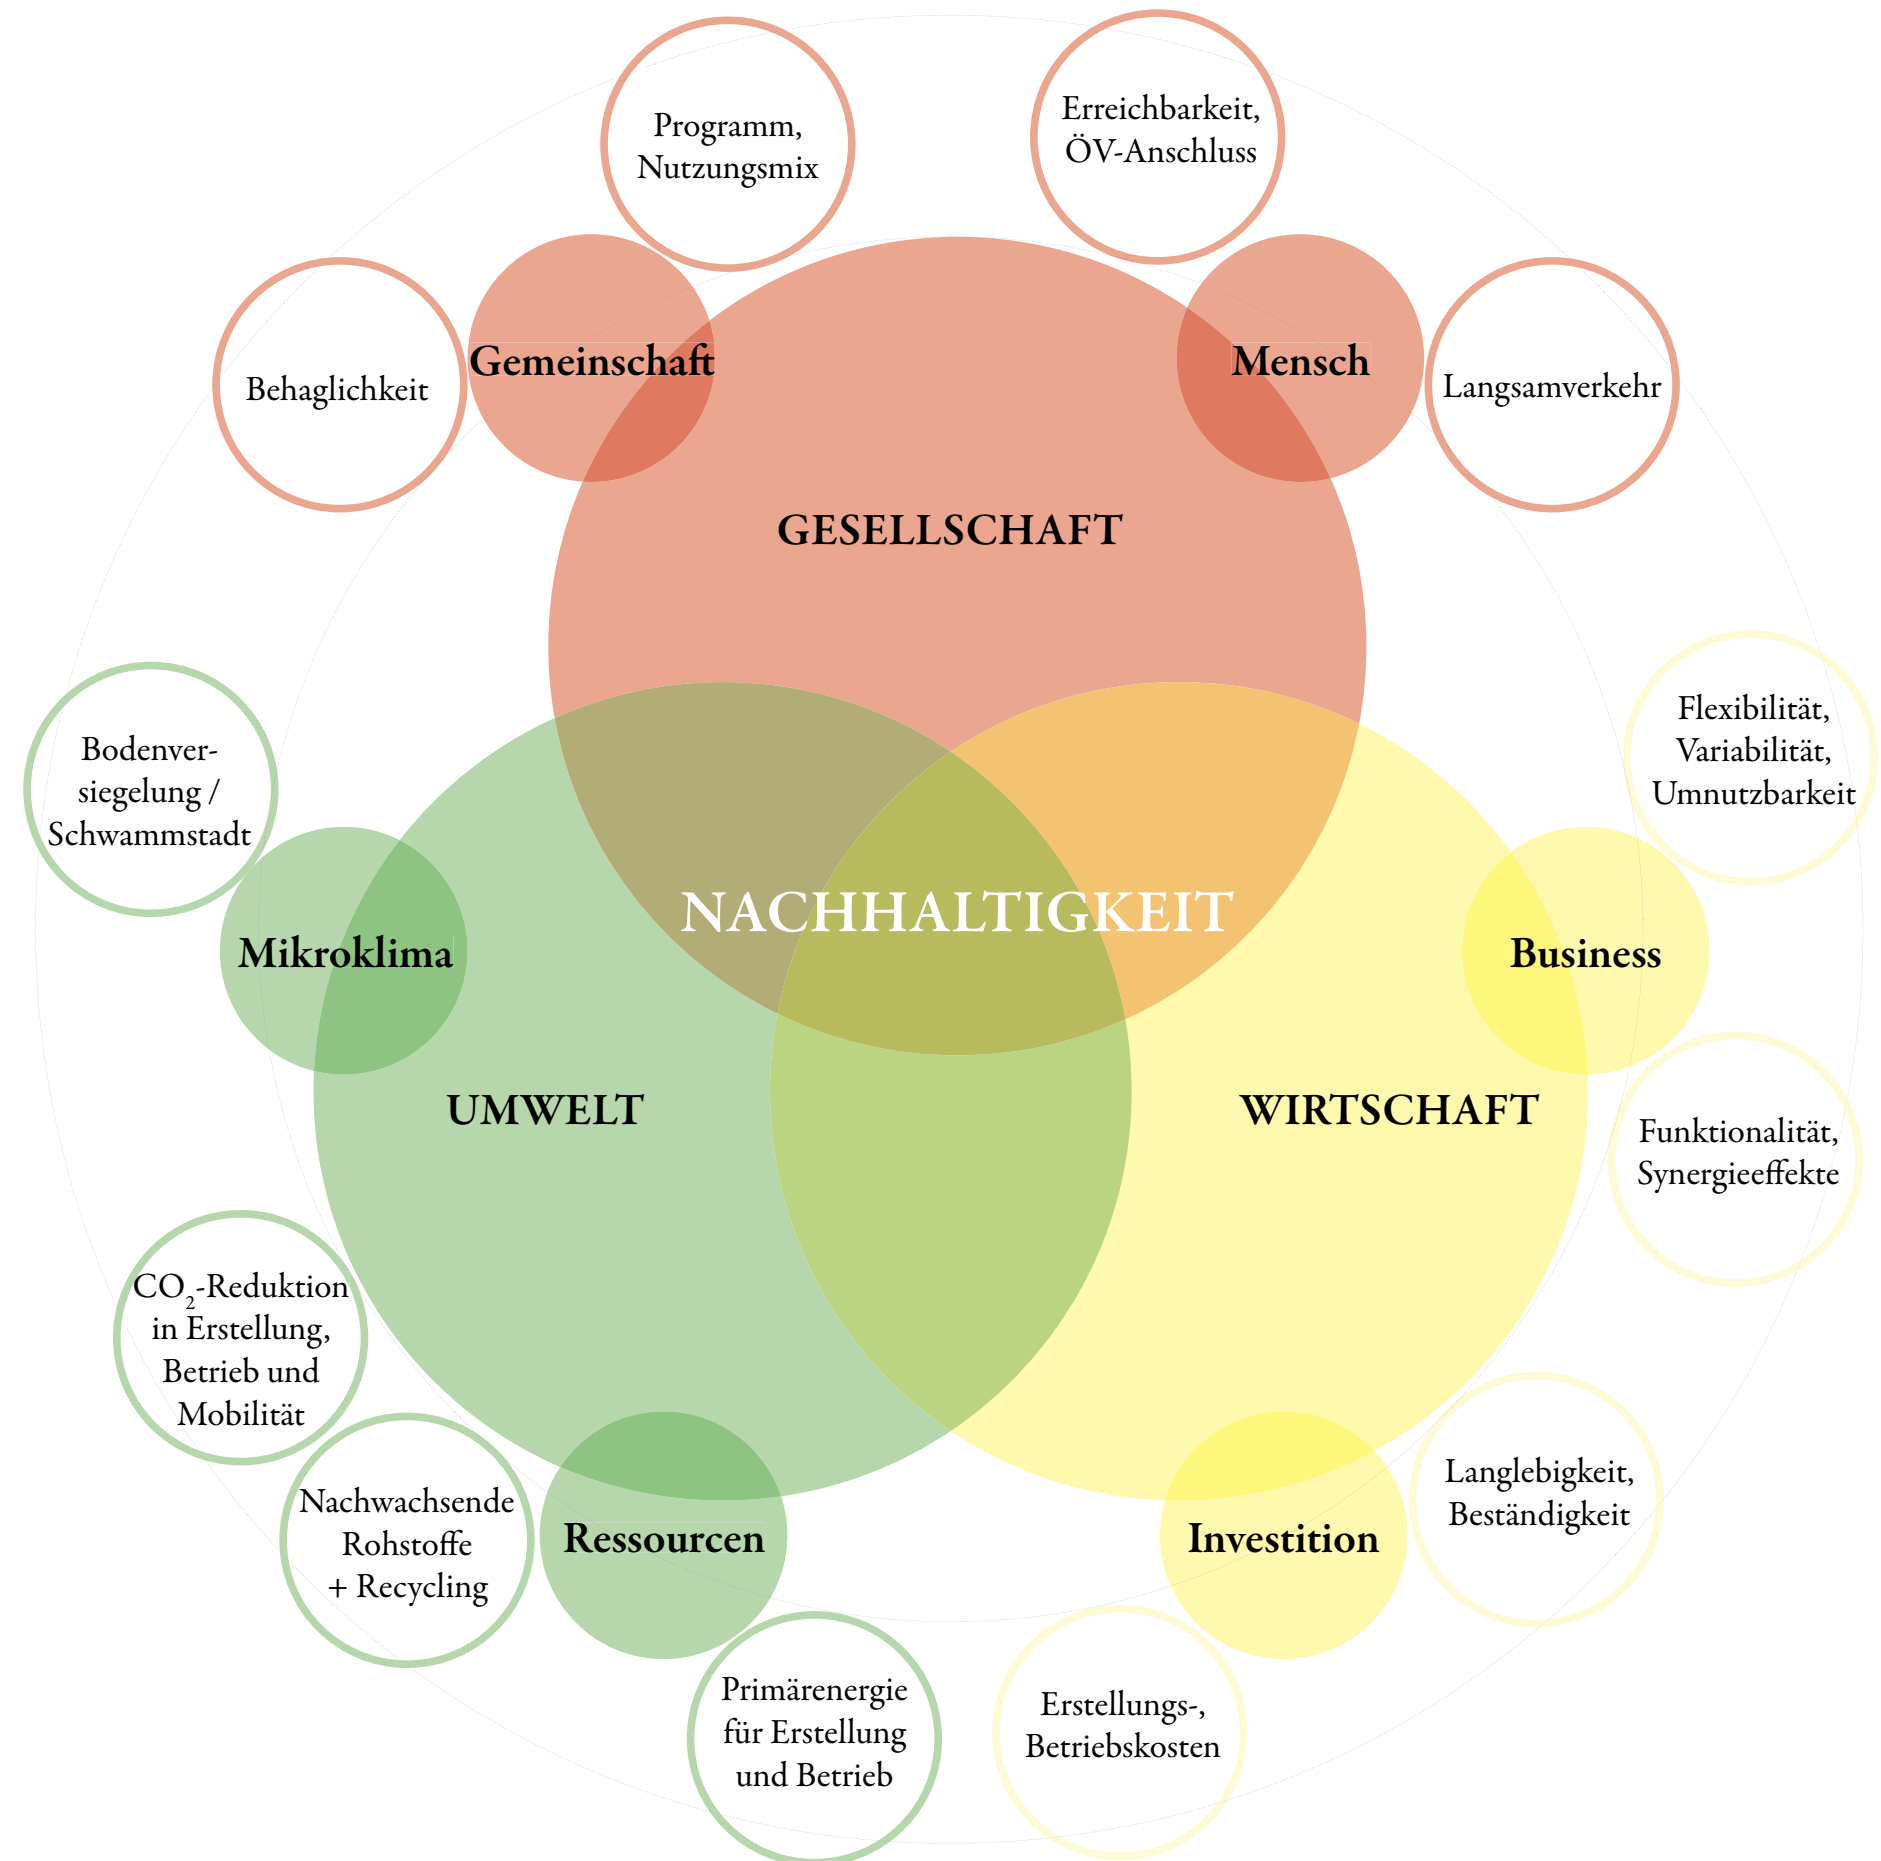 Programm,
Nutzungsmix
Erreichbarkeit,
ÖV-Anschluss
Behaglichkeit
Gemeinschaft
Mensch
Langsamverkehr
GESELLSCHAFT
Bodenver-
siegelung /
Schwammstadt
Flexibilität,
Variabilität,
Umnutzbarkeit
NACHHALTIGKEIT
Mikroklima
Business
UMWELT
WIRTSCHAFT
Funktionalität,
Synergieeffekte
CO₂-Reduktion
in Erstellung,
Betrieb und
Mobilität
Nachwachsende
Rohstoffe
+ Recycling
Ressourcen
Investition
Langlebigkeit,
Beständigkeit
Primärenergie
für Erstellung
und Betrieb
Erstellungs-,
Betriebskosten